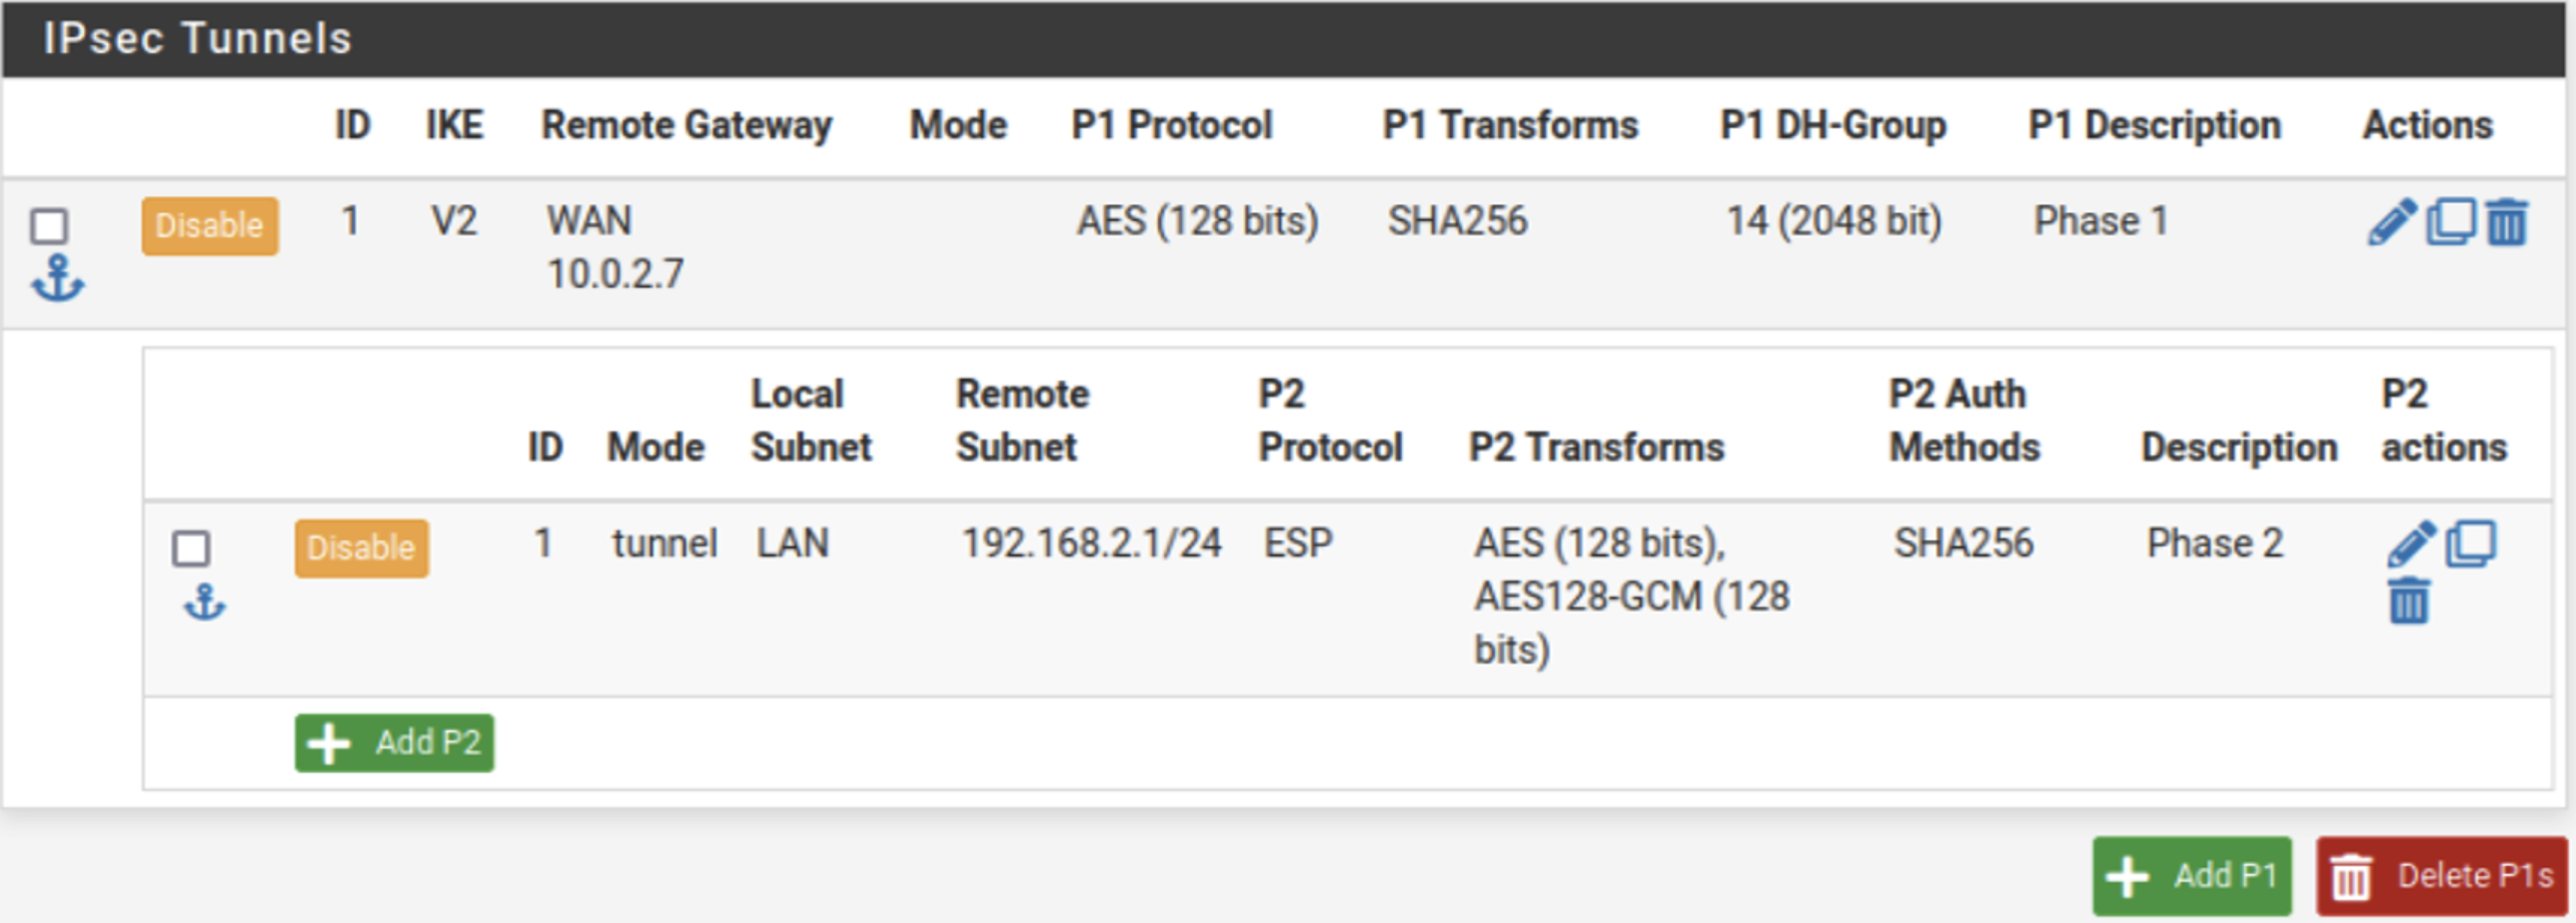 IPsec Tunnels
ID IKE Remote Gateway Mode P1 Protocol P1 Transforms P1 DH-Group P1 Description Actions
Disable 1 V2 WAN AES (128 bits) SHA256 14 (2048 bit) Phase 1
10.0.2.7
Local Remote P2 P2 Auth P2
ID Mode Subnet Subnet Protocol P2 Transforms Methods Description actions
Disable 1 tunnel LAN 192.168.2.1/24 ESP AES (128 bits), SHA256 Phase 2
AES128-GCM (128
bits)
Add P2
Add P1 Delete P1s